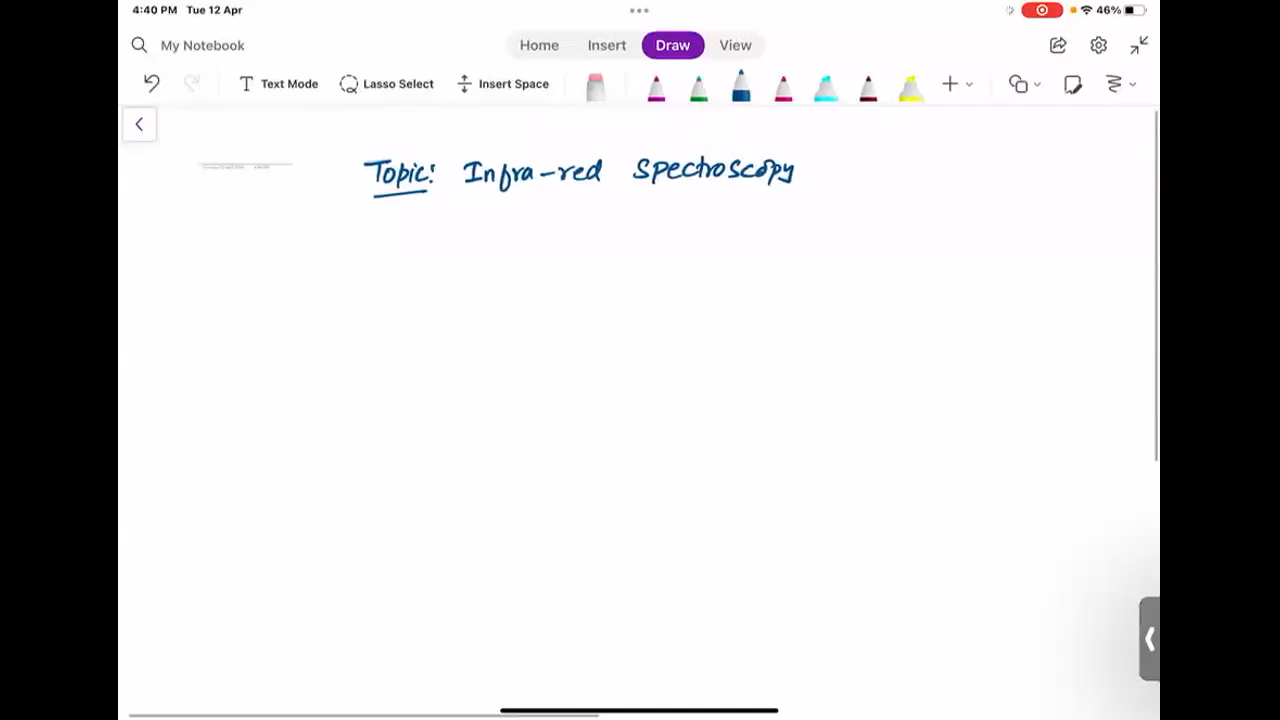 4:40 PM Tue 12 Apr
46%
My Notebook
Home Insert Draw View
Text Mode Lasso Select Insert Space
Topic: Infra-red Spectroscopy